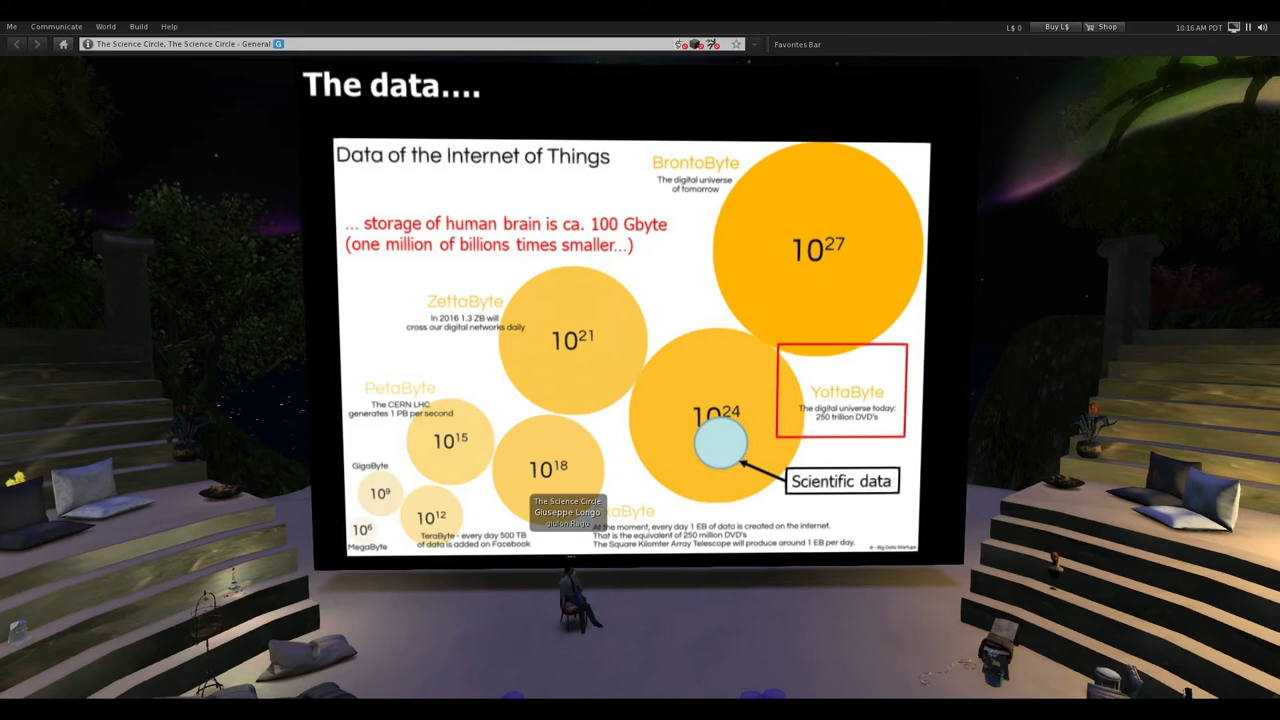 Me Communicate World Build Help
L$ 0 Buy L$ Shop 10:16 AM PDT
The Science Circle, The Science Circle - General G
Favorites Bar
The data....
Data of the Internet of Things
BrontoByte
The digital universe
of tomorrow
... storage of human brain is ca. 100 Gbyte
(one million of billions times smaller...)
10²⁷
ZettaByte
In 2016 1.3 ZB will
cross our digital networks daily
10²¹
YottaByte
The digital universe today:
250 trillion DVD's
10²⁴
PetaByte
The CERN LHC
generates 1 PB per second
10¹⁵
10¹⁸
Scientific data
GigaByte
10⁹
10¹²
10⁶
MegaByte
TeraByte - every day 500 TB
of data is added on Facebook
The Science Circle
Giuseppe Longo
giulon.Ragu
aByte
At the moment, every day 1 EB of data is created on the internet.
That is the equivalent of 250 million DVD's
The Square Kilomter Array Telescope will produce around 1 EB per day.
© - Big Data Startups